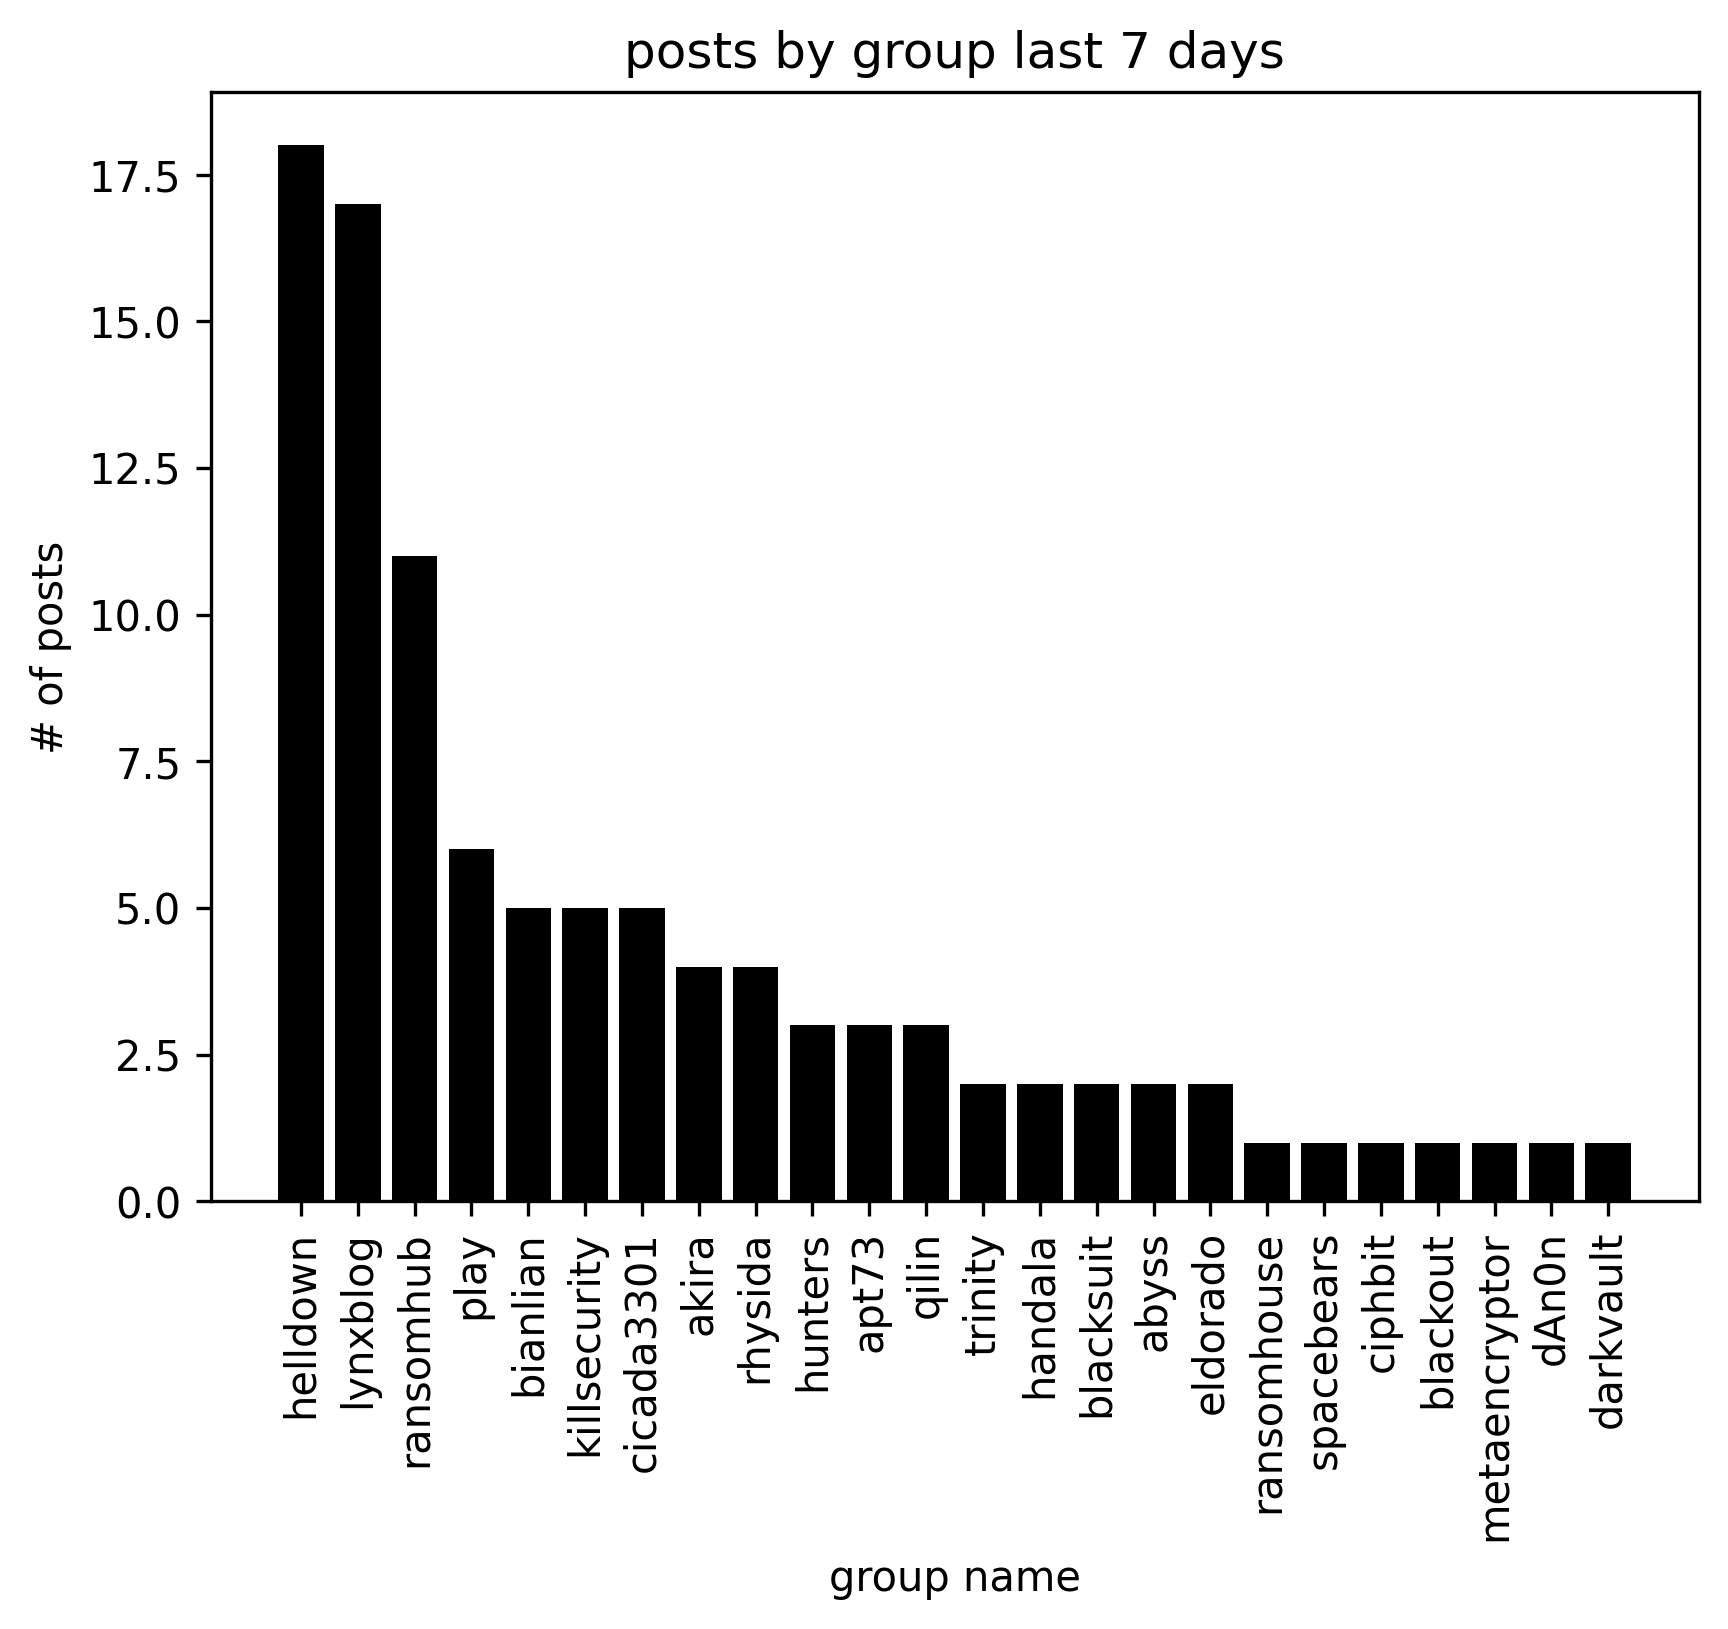 posts by group last 7 days
17.5
15.0
12.5
10.0
7.5
5.0
2.5
0.0
# of posts
helldown
lynxblog
ransomhub
play
bianlian
killsecurity
cicada3301
akira
rhysida
hunters
apt73
qilin
trinity
handala
blacksuit
abyss
eldorado
ransomhouse
spacebears
ciphbit
blackout
metaencryptor
dAn0n
darkvault
group name